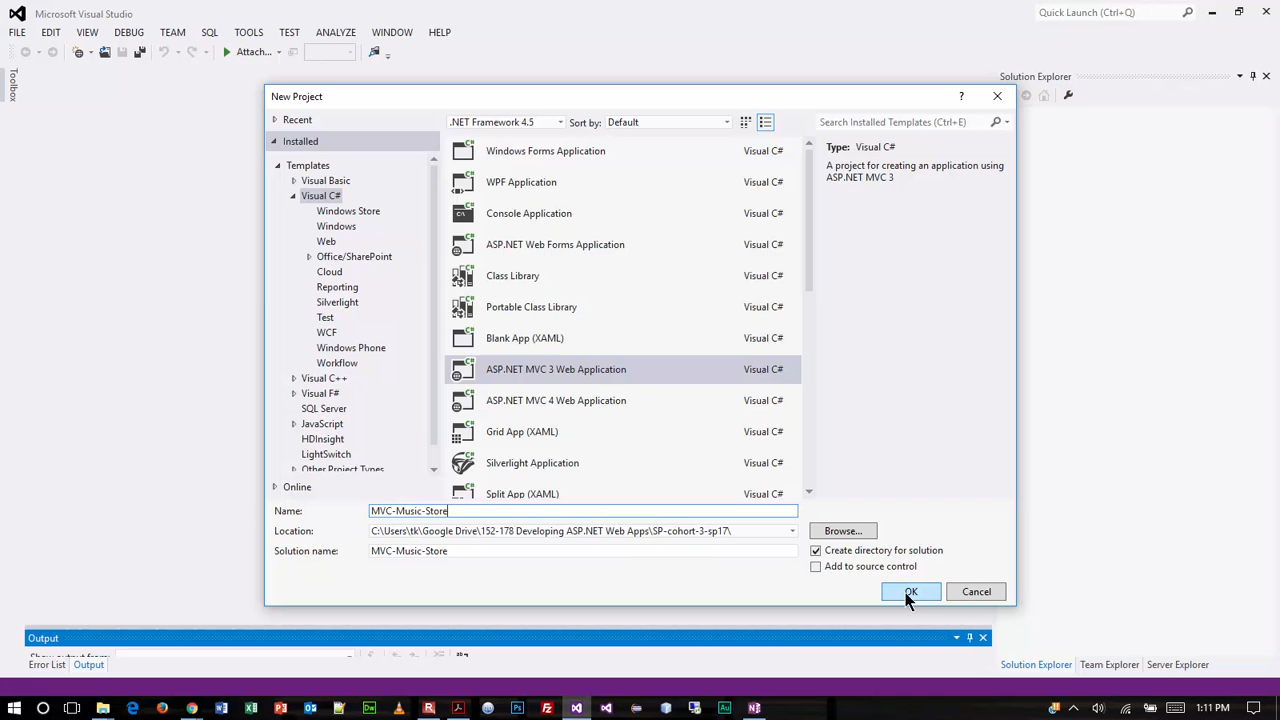 Microsoft Visual Studio
Quick Launch (Ctrl+Q)
FILE EDIT VIEW DEBUG TEAM SQL TOOLS TEST ANALYZE WINDOW HELP
Attach...
Toolbox
Solution Explorer
New Project
?
Recent
.NET Framework 4.5
Sort by: Default
Search Installed Templates (Ctrl+E)
Installed
Templates
Visual Basic
Visual C#
Windows Store
Windows
Web
Office/SharePoint
Cloud
Reporting
Silverlight
Test
WCF
Windows Phone
Workflow
Visual C++
Visual F#
SQL Server
JavaScript
HDInsight
LightSwitch
Other Project Types
Online
Windows Forms Application Visual C#
WPF Application Visual C#
Console Application Visual C#
ASP.NET Web Forms Application Visual C#
Class Library Visual C#
Portable Class Library Visual C#
Blank App (XAML) Visual C#
ASP.NET MVC 3 Web Application Visual C#
ASP.NET MVC 4 Web Application Visual C#
Grid App (XAML) Visual C#
Silverlight Application Visual C#
Split App (XAML) Visual C#
Type: Visual C#
A project for creating an application using
ASP.NET MVC 3
Name: MVC-Music-Store
Location: C:\Users\tk\Google Drive\152-178 Developing ASP.NET Web Apps\SP-cohort-3-sp17\
Browse...
Solution name: MVC-Music-Store
Create directory for solution
Add to source control
OK
Cancel
Output
Show output from:
Error List Output
Solution Explorer Team Explorer Server Explorer
1:11 PM